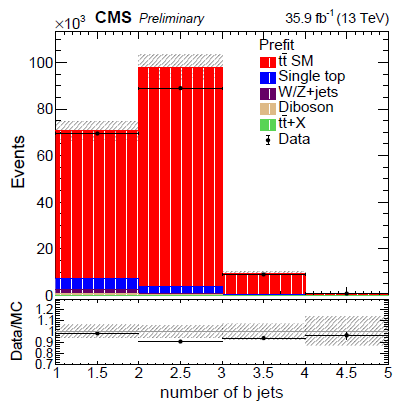 ×10³ CMS Preliminary 35.9 fb⁻¹ (13 TeV)
Prefit
tt̄ SM
Single top
W/Z+jets
Diboson
tt̄+X
Data
Events
100
80
60
40
20
0
Data/MC
1.2
1.1
1
0.9
0.8
0.7
1 1.5 2 2.5 3 3.5 4 4.5 5
number of b jets